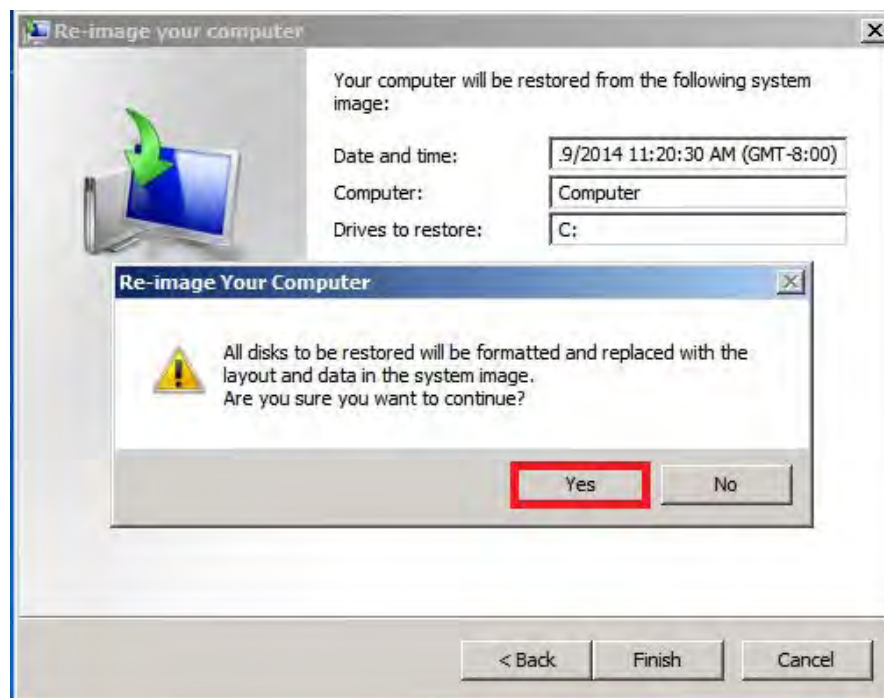 Re-image your computer
Your computer will be restored from the following system
image:
Date and time: .9/2014 11:20:30 AM (GMT-8:00)
Computer: Computer
Drives to restore: C:
Re-image Your Computer
All disks to be restored will be formatted and replaced with the
layout and data in the system image.
Are you sure you want to continue?
Yes No
< Back Finish Cancel